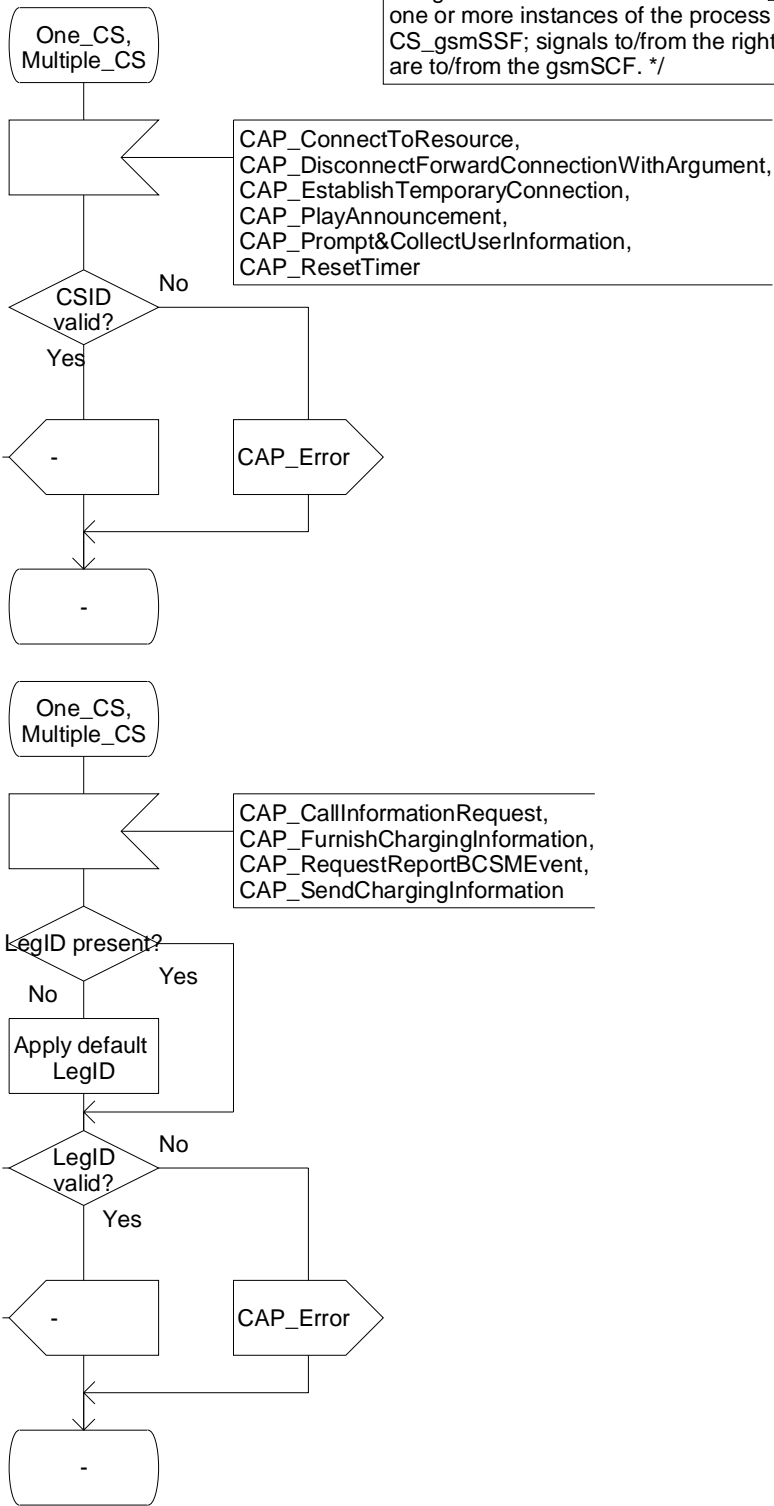 one or more instances of the process
CS_gsmSSF; signals to/from the right
are to/from the gsmSCF. */
One_CS,
Multiple_CS
CAP_ConnectToResource,
CAP_DisconnectForwardConnectionWithArgument,
CAP_EstablishTemporaryConnection,
CAP_PlayAnnouncement,
CAP_Prompt&CollectUserInformation,
CAP_ResetTimer
CSID
valid?
No
Yes
-
CAP_Error
-
One_CS,
Multiple_CS
CAP_CallInformationRequest,
CAP_FurnishChargingInformation,
CAP_RequestReportBCSMEvent,
CAP_SendChargingInformation
LegID present?
Yes
No
Apply default
LegID
LegID
valid?
No
Yes
-
CAP_Error
-